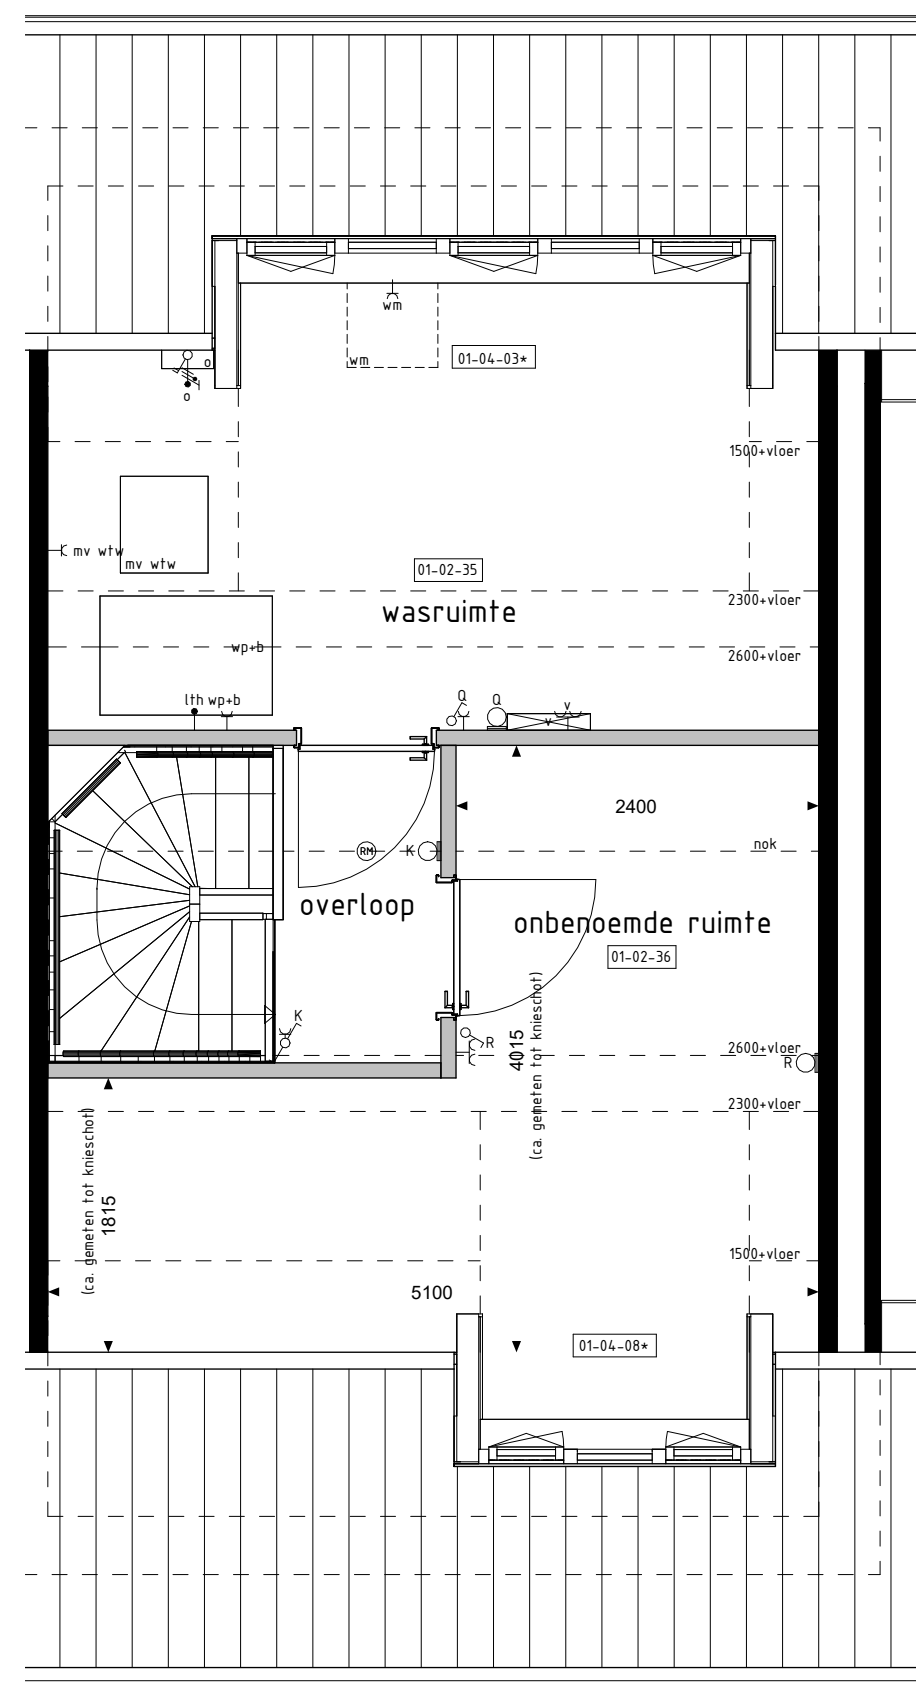 wm
wm
01-04-03*
o
o
1500+vloer
mv wtw
mv wtw
01-02-35
2300+vloer
wasruimte
wp+b
2600+vloer
lth wp+b
Q
Q
v
v
2400
nok
RM
K
overloop
onbenoemde ruimte
01-02-36
4015
(ca. gemeten tot knieschot)
K
R
2600+vloer
R
2300+vloer
(ca. gemeten tot knieschot)
1815
1500+vloer
5100
01-04-08*